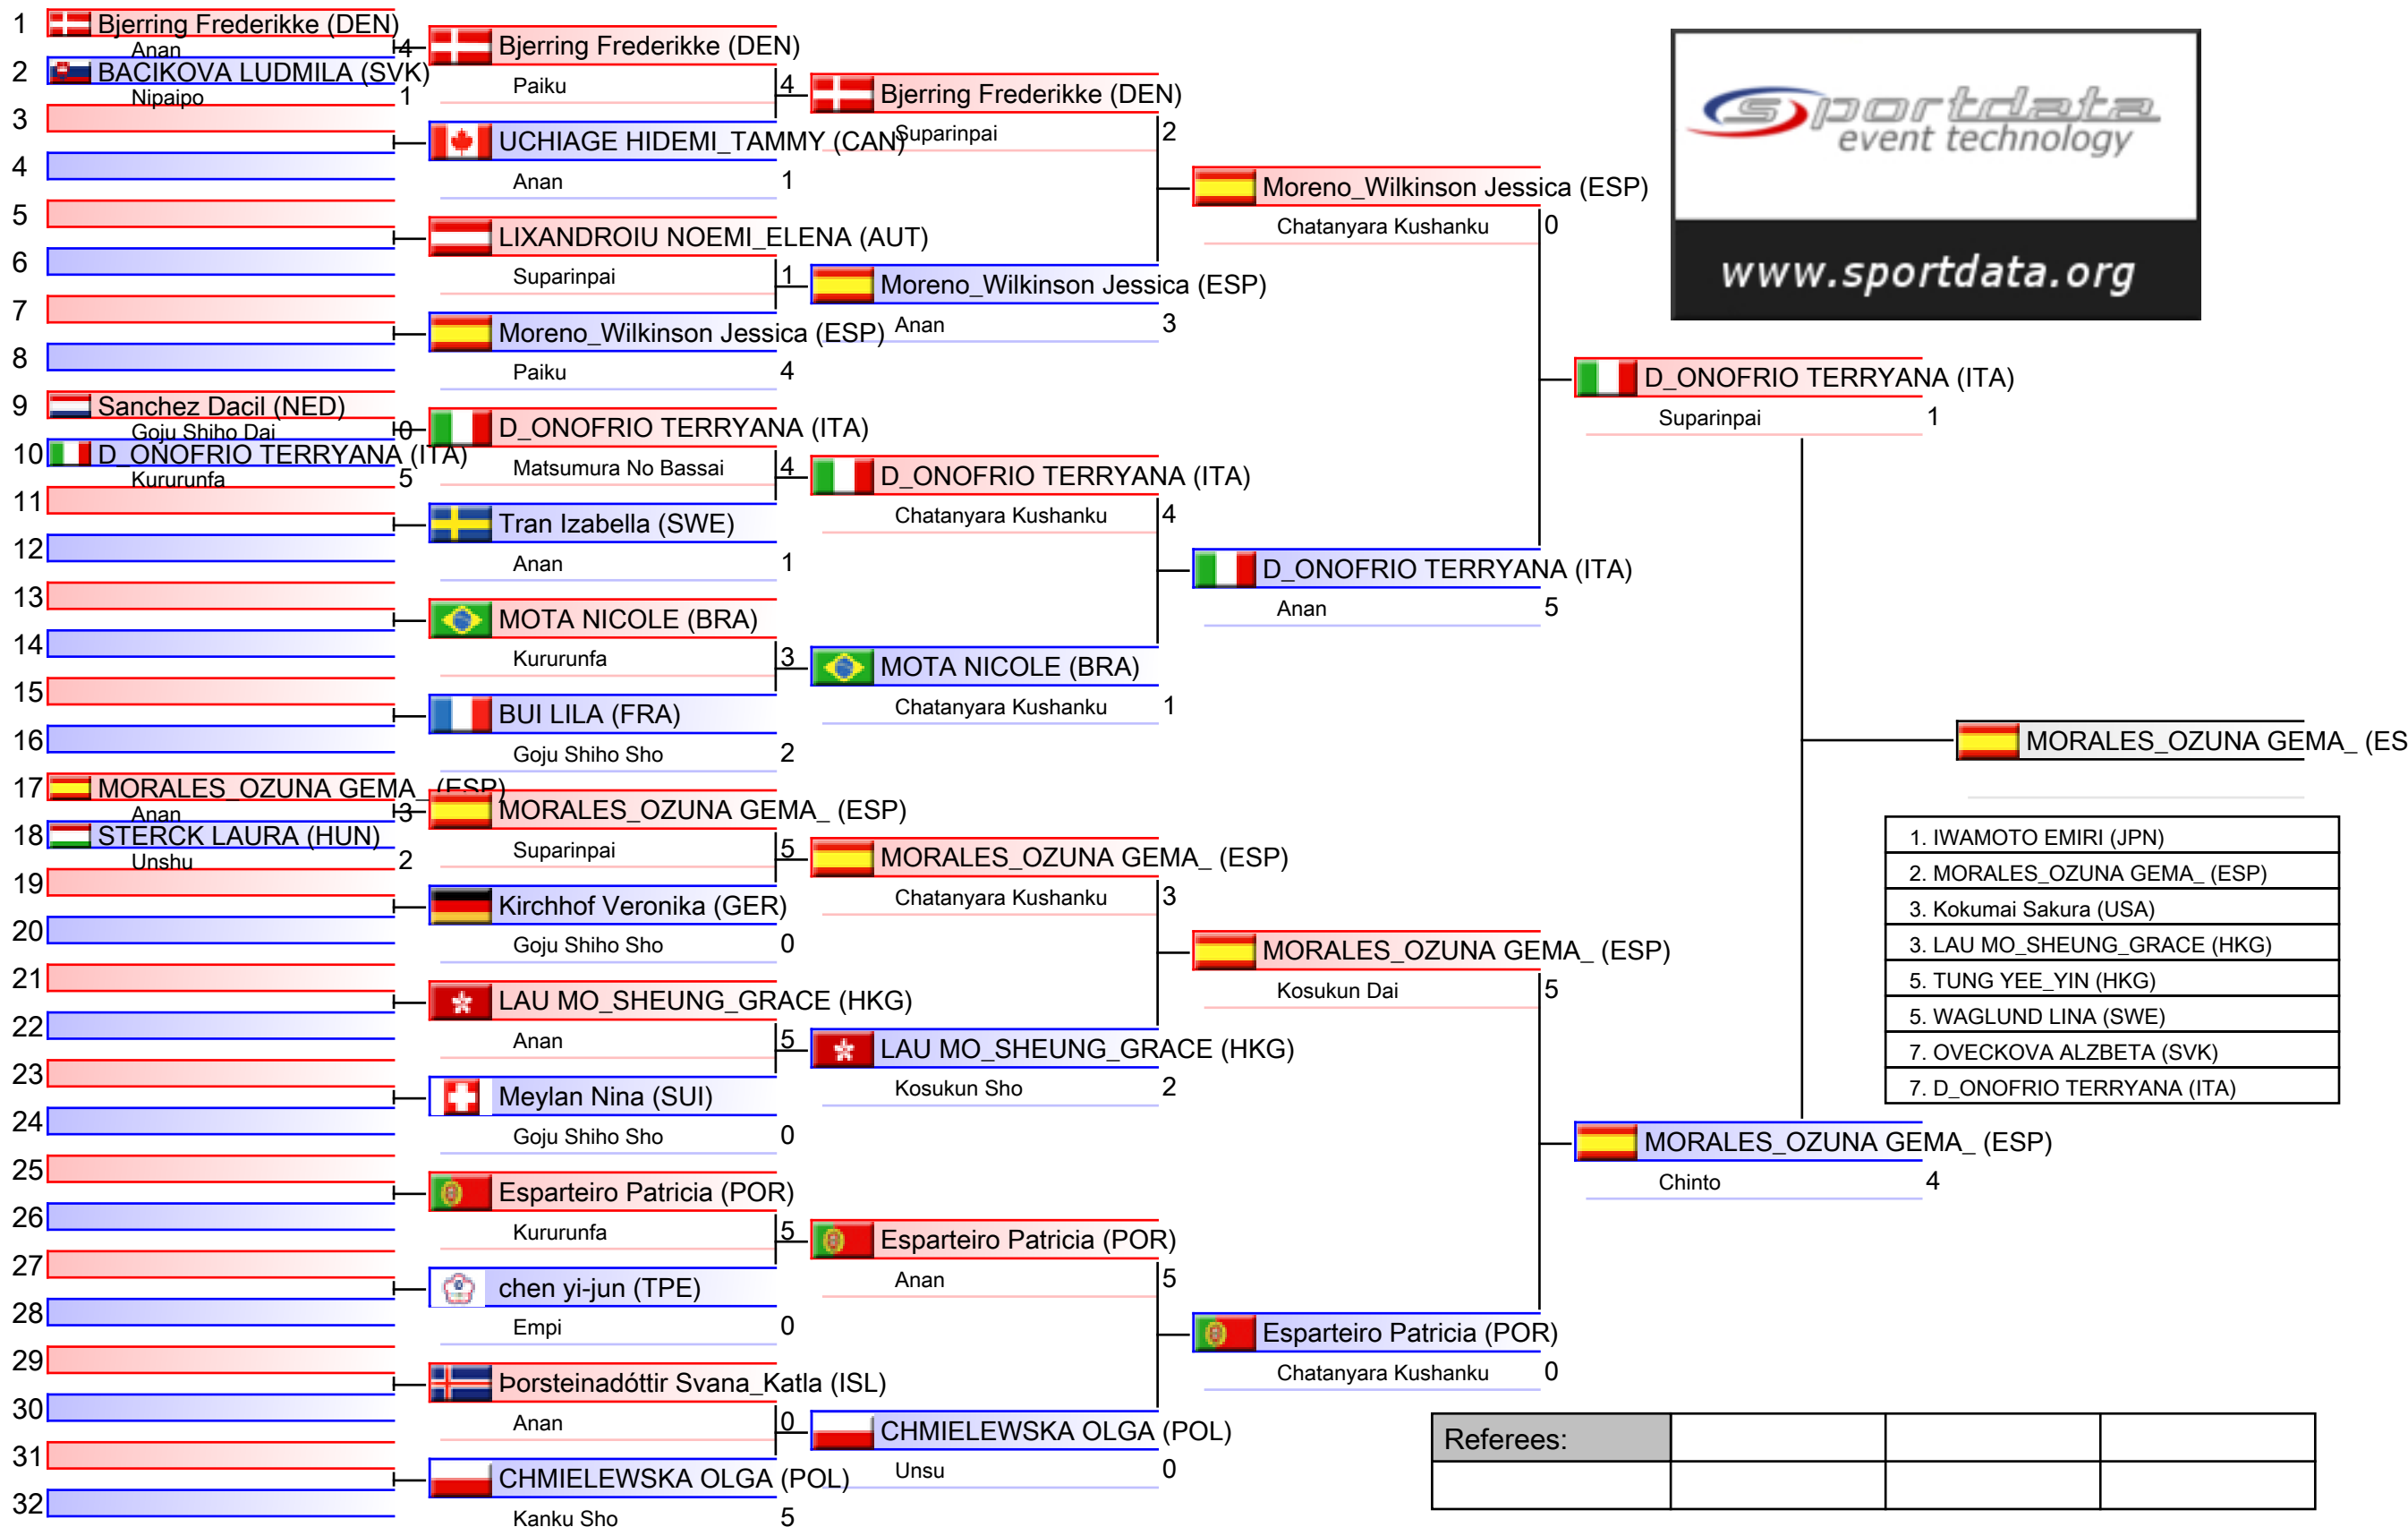 1 Bjerring Frederikke (DEN)
Anan 4
2 BACIKOVA LUDMILA (SVK)
Nipaipo 1
3
4
5
6
7
8
9 Sanchez Dacil (NED)
Goju Shiho Dai 0
10 D_ONOFRIO TERRYANA (ITA)
Kururunfa 5
11
12
13
14
15
16
17 MORALES_OZUNA GEMA_ (ESP)
Anan 3
18 STERCK LAURA (HUN)
Unshu 2
19
20
21
22
23
24
25
26
27
28
29
30
31
32
Bjerring Frederikke (DEN)
Paiku 4
UCHIAGE HIDEMI_TAMMY (CAN)
Anan 1
LIXANDROIU NOEMI_ELENA (AUT)
Suparinpai 1
Moreno_Wilkinson Jessica (ESP)
Paiku 4
D_ONOFRIO TERRYANA (ITA)
Matsumura No Bassai 4
Tran Izabella (SWE)
Anan 1
MOTA NICOLE (BRA)
Kururunfa 3
BUI LILA (FRA)
Goju Shiho Sho 2
MORALES_OZUNA GEMA_ (ESP)
Suparinpai 5
Kirchhof Veronika (GER)
Goju Shiho Sho 0
LAU MO_SHEUNG_GRACE (HKG)
Anan 5
Meylan Nina (SUI)
Goju Shiho Sho 0
Esparteiro Patricia (POR)
Kururunfa 5
chen yi-jun (TPE)
Empi 0
Þorsteinadóttir Svana_Katla (ISL)
Anan 0
CHMIELEWSKA OLGA (POL)
Kanku Sho 5
Bjerring Frederikke (DEN)
Suparinpai 2
Moreno_Wilkinson Jessica (ESP)
Anan 3
D_ONOFRIO TERRYANA (ITA)
Chatanyara Kushanku 4
MOTA NICOLE (BRA)
Chatanyara Kushanku 1
MORALES_OZUNA GEMA_ (ESP)
Chatanyara Kushanku 3
LAU MO_SHEUNG_GRACE (HKG)
Kosukun Sho 2
Esparteiro Patricia (POR)
Anan 5
CHMIELEWSKA OLGA (POL)
Unsu 0
Moreno_Wilkinson Jessica (ESP)
Chatanyara Kushanku 0
D_ONOFRIO TERRYANA (ITA)
Anan 5
MORALES_OZUNA GEMA_ (ESP)
Kosukun Dai 5
Esparteiro Patricia (POR)
Chatanyara Kushanku 0
D_ONOFRIO TERRYANA (ITA)
Suparinpai 1
MORALES_OZUNA GEMA_ (ESP)
Chinto 4
MORALES_OZUNA GEMA_ (ES
sportdata
event technology
www.sportdata.org
1. IWAMOTO EMIRI (JPN)
2. MORALES_OZUNA GEMA_ (ESP)
3. Kokumai Sakura (USA)
3. LAU MO_SHEUNG_GRACE (HKG)
5. TUNG YEE_YIN (HKG)
5. WAGLUND LINA (SWE)
7. OVECKOVA ALZBETA (SVK)
7. D_ONOFRIO TERRYANA (ITA)
Referees: